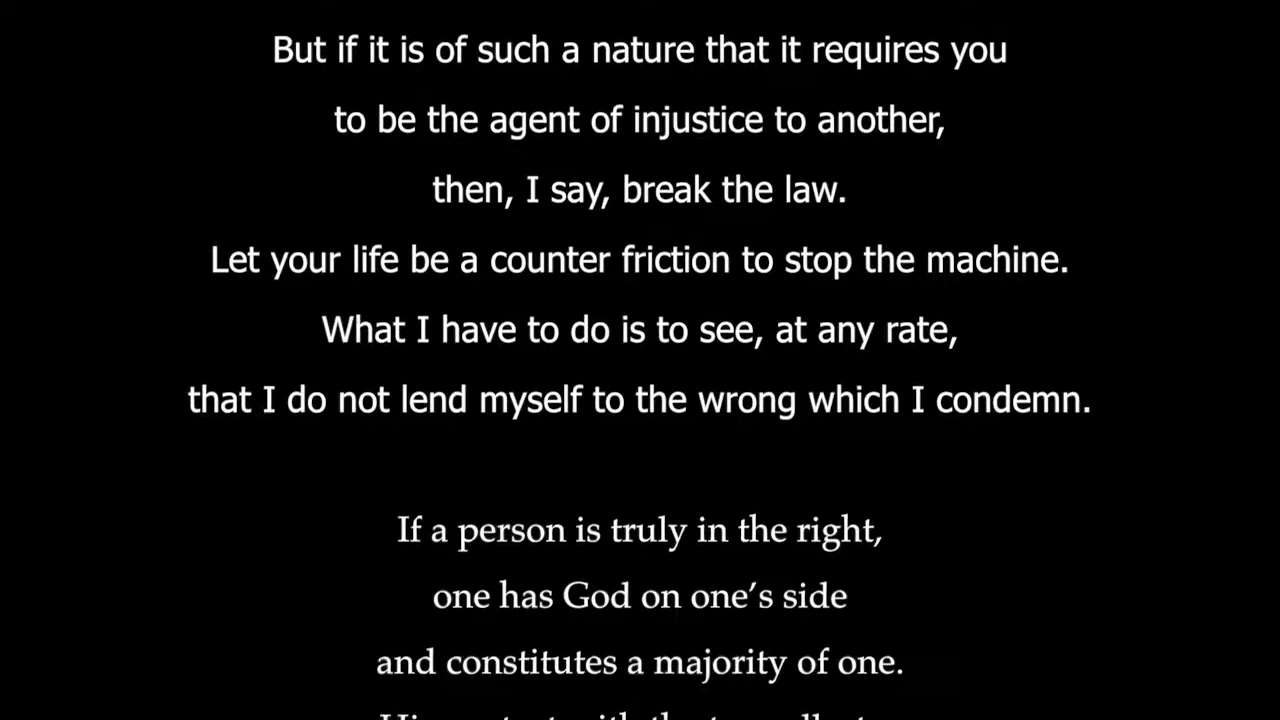 But if it is of such a nature that it requires you
to be the agent of injustice to another,
then, I say, break the law.
Let your life be a counter friction to stop the machine.
What I have to do is to see, at any rate,
that I do not lend myself to the wrong which I condemn.
If a person is truly in the right,
one has God on one’s side
and constitutes a majority of one.